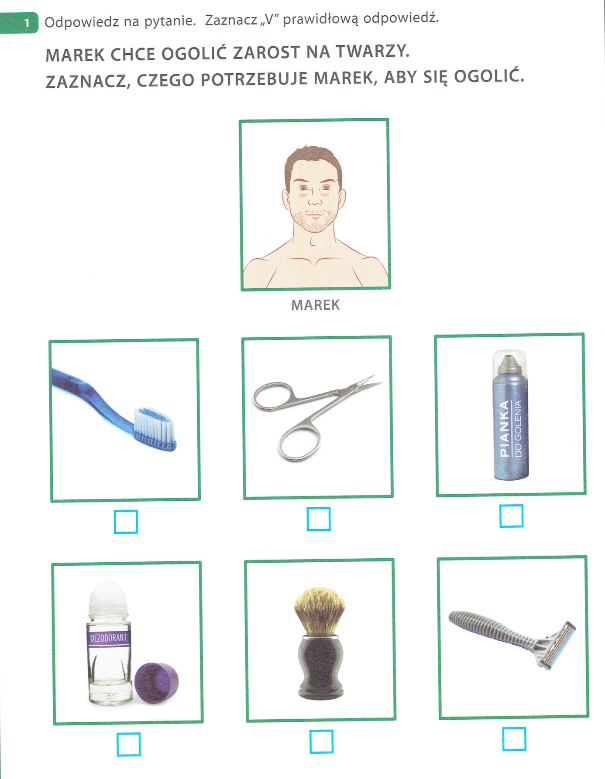 1 Odpowiedz na pytanie. Zaznacz „V” prawidłową odpowiedź.
MAREK CHCE OGOLIĆ ZAROST NA TWARZY.
ZAZNACZ, CZEGO POTRZEBUJE MAREK, ABY SIĘ OGOLIĆ.
MAREK
PIANKA
DO GOLENIA
DEZODORANT